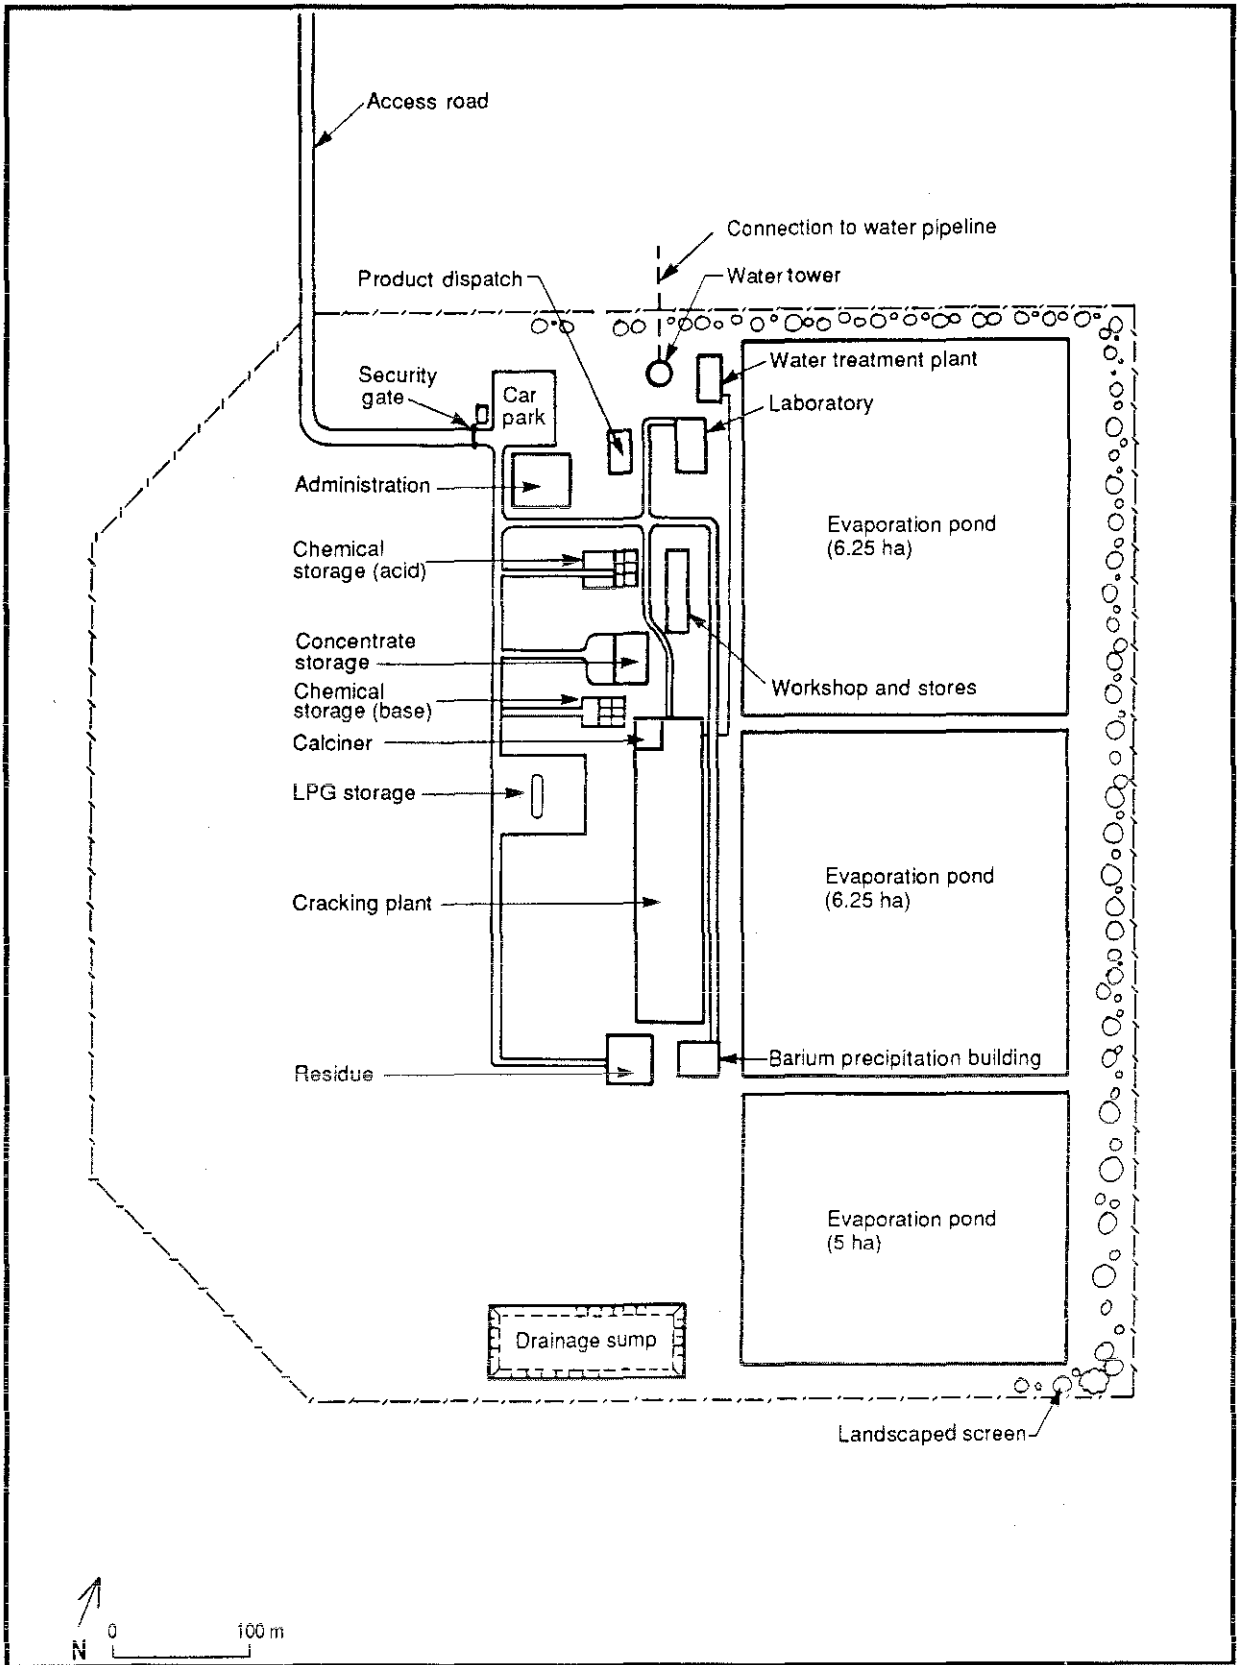 Access road
Connection to water pipeline
Product dispatch
Water tower
Security
gate
Car
park
Water treatment plant
Laboratory
Administration
Evaporation pond
(6.25 ha)
Chemical
storage (acid)
Concentrate
storage
Workshop and stores
Chemical
storage (base)
Calciner
LPG storage
Evaporation pond
(6.25 ha)
Cracking plant
Barium precipitation building
Residue
Evaporation pond
(5 ha)
Drainage sump
Landscaped screen
N
0
100 m